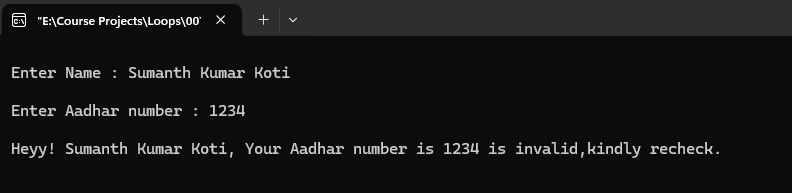 "E:\Course Projects\Loops\00
Enter Name : Sumanth Kumar Koti
Enter Aadhar number : 1234
Heyy! Sumanth Kumar Koti, Your Aadhar number is 1234 is invalid,kindly recheck.